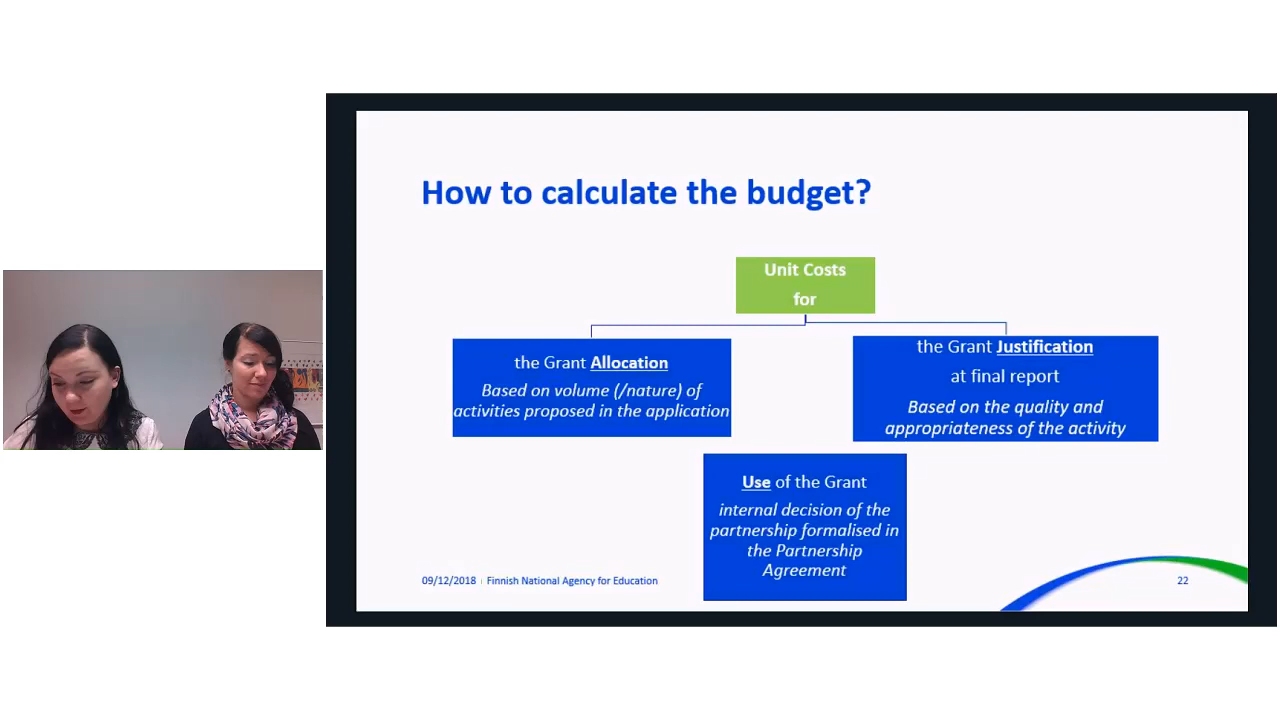 How to calculate the budget?
Unit Costs
for
the Grant Allocation
Based on volume (/nature) of
activities proposed in the application
the Grant Justification
at final report
Based on the quality and
appropriateness of the activity
Use of the Grant
internal decision of the
partnership formalised in
the Partnership
Agreement
09/12/2018 | Finnish National Agency for Education
22